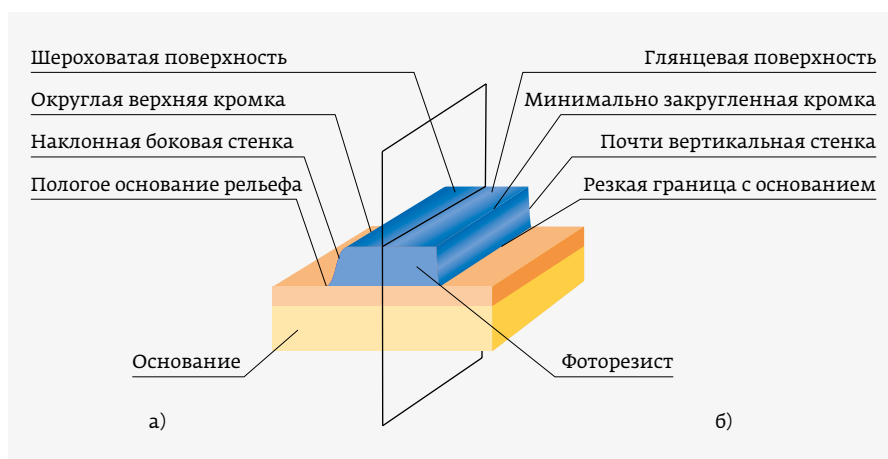 Шероховатая поверхность
Глянцевая поверхность
Округлая верхняя кромка
Минимально закругленная кромка
Наклонная боковая стенка
Почти вертикальная стенка
Пологое основание рельефа
Резкая граница с основанием
Основание
Фоторезист
а)
б)